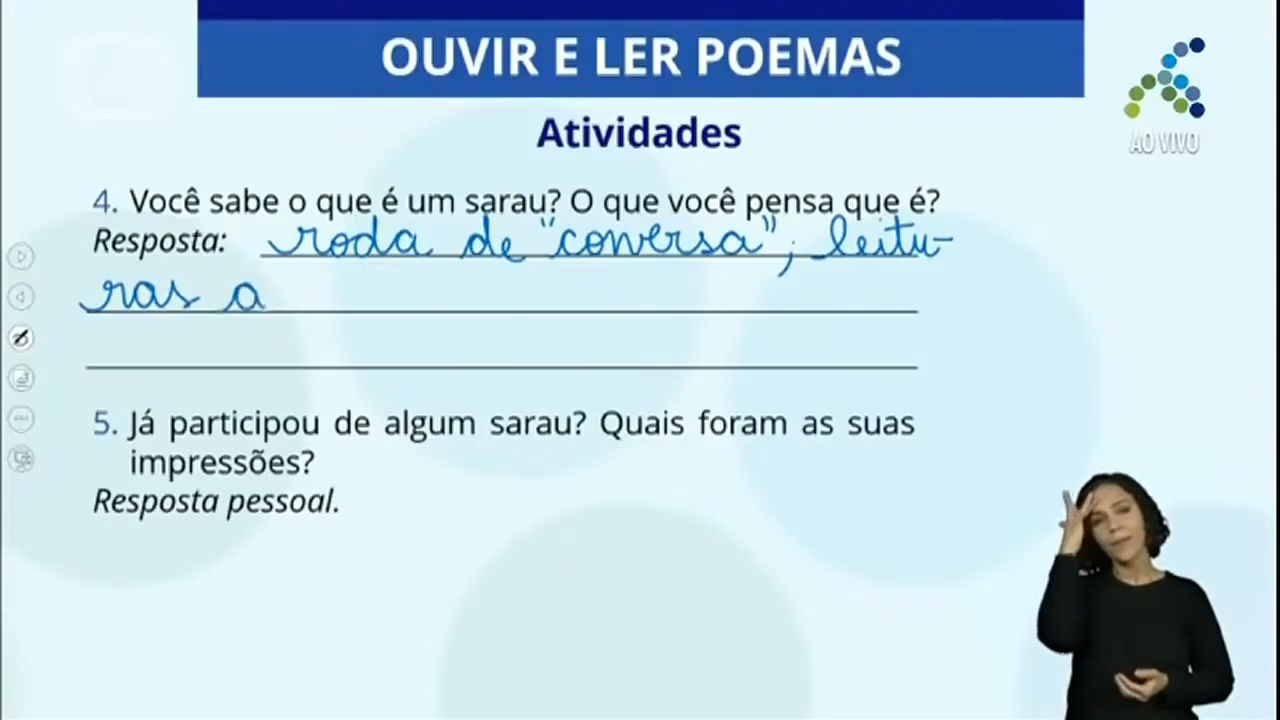 OUVIR E LER POEMAS
AO VIVO
Atividades
4. Você sabe o que é um sarau? O que você pensa que é?
Resposta: roda de "conversa", leitu-
ras a
5. Já participou de algum sarau? Quais foram as suas
impressões?
Resposta pessoal.